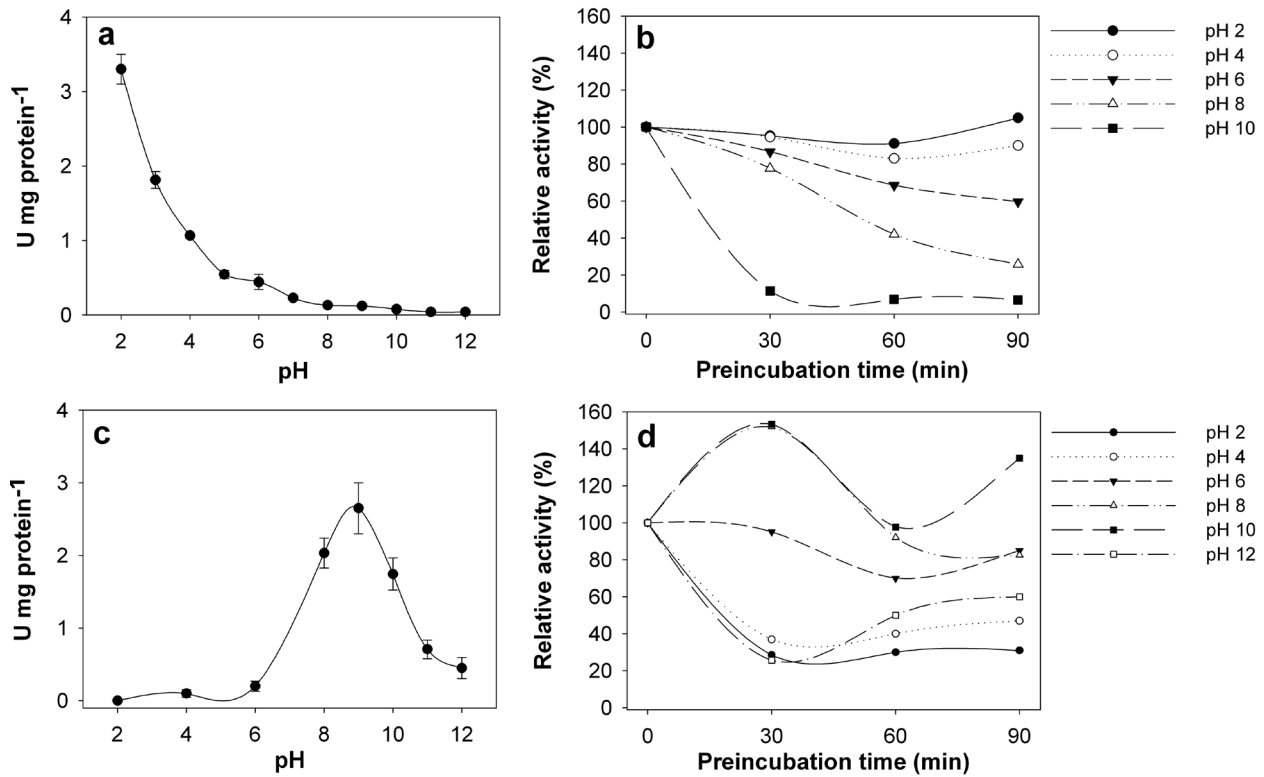 a
4
3
2
1
0
U mg protein-1
2 4 6 8 10 12
pH
b
160
140
120
100
80
60
40
20
0
Relative activity (%)
0 30 60 90
Preincubation time (min)
pH 2
pH 4
pH 6
pH 8
pH 10
c
4
3
2
1
0
U mg protein-1
2 4 6 8 10 12
pH
d
160
140
120
100
80
60
40
20
0
Relative activity (%)
0 30 60 90
Preincubation time (min)
pH 2
pH 4
pH 6
pH 8
pH 10
pH 12